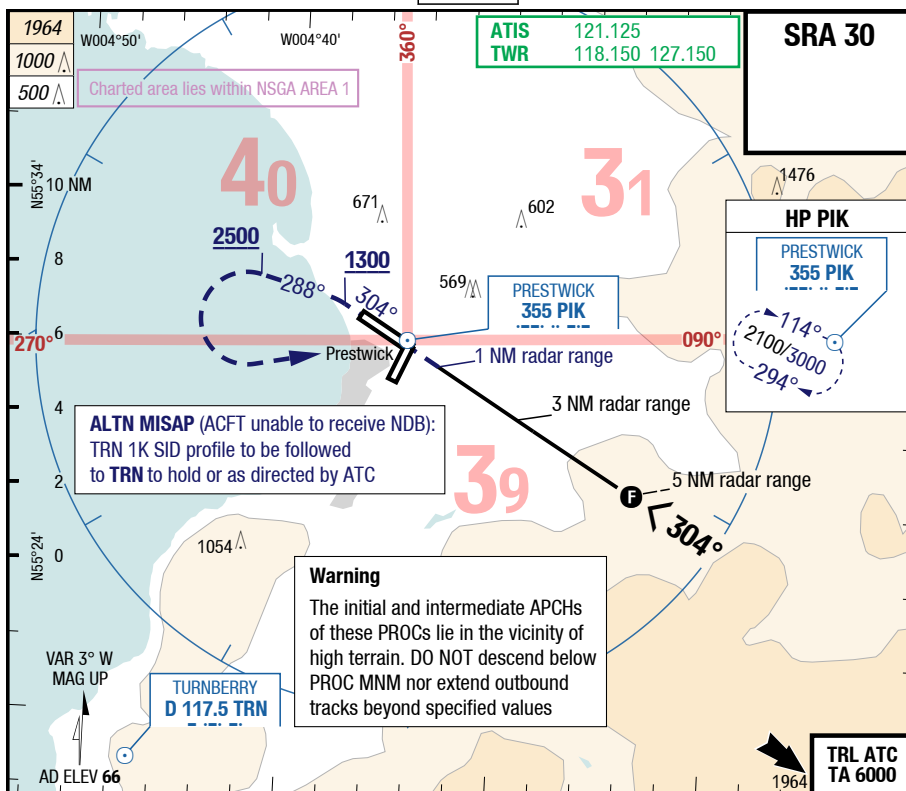 1964
W004°50'
W004°40'
360°
ATIS 121.125
TWR 118.150 127.150
SRA 30
1000
500
Charted area lies within NSGA AREA 1
N55°34'
10 NM
40
31
671
602
1476
HP PIK
PRESTWICK
355 PIK
114°
2100/3000
294°
8
2500
1300
288°
304°
569
PRESTWICK
355 PIK
6
270°
090°
Prestwick
1 NM radar range
4
3 NM radar range
ALTN MISAP (ACFT unable to receive NDB):
TRN 1K SID profile to be followed
to TRN to hold or as directed by ATC
39
2
5 NM radar range
F
304°
N55°24'
0
1054
Warning
The initial and intermediate APCHs
of these PROCs lie in the vicinity of
high terrain. DO NOT descend below
PROC MNM nor extend outbound
tracks beyond specified values
VAR 3° W
MAG UP
TURNBERRY
D 117.5 TRN
AD ELEV 66
1964
TRL ATC
TA 6000